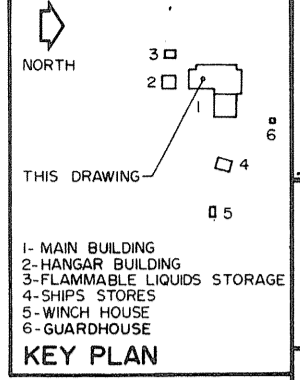 NORTH
3
2
1
6
THIS DRAWING
4
5
1- MAIN BUILDING
2- HANGAR BUILDING
3- FLAMMABLE LIQUIDS STORAGE
4- SHIPS STORES
5- WINCH HOUSE
6- GUARDHOUSE
KEY PLAN